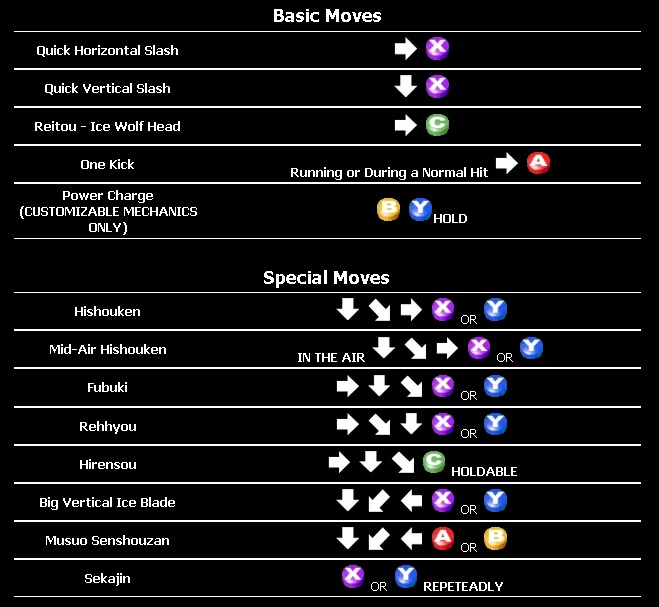 Basic Moves
Quick Horizontal Slash X
Quick Vertical Slash X
Reitou - Ice Wolf Head C
One Kick Running or During a Normal Hit A
Power Charge
(CUSTOMIZABLE MECHANICS B Y HOLD
ONLY)
Special Moves
Hishouken X OR Y
Mid-Air Hishouken IN THE AIR X OR Y
Fubuki X OR Y
Rehhyou X OR Y
Hirensou C HOLDABLE
Big Vertical Ice Blade X OR Y
Musuo Senshouzan A OR B
Sekajin X OR Y REPETEADLY